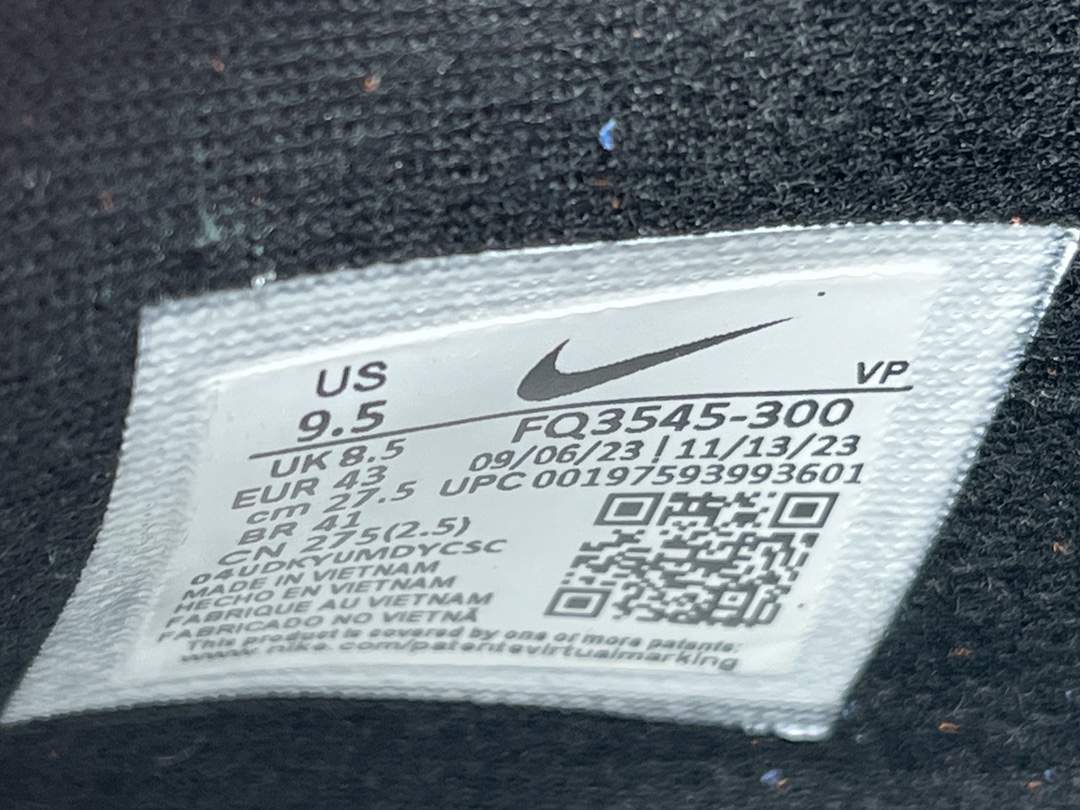 US
9.5
VP
UK 8.5
EUR 43
cm 27.5
BR 41
CN 275(2.5)
FQ3545-300
09/06/23 | 11/13/23
UPC 00197593993601
04UDKYUMDYCSC
MADE IN VIETNAM
HECHO EN VIETNAM
FABRIQUE AU VIETNAM
FABRICADO NO VIETNÃ
This product is covered by one or more patents:
www.nike.com/patentsvirtualmarking